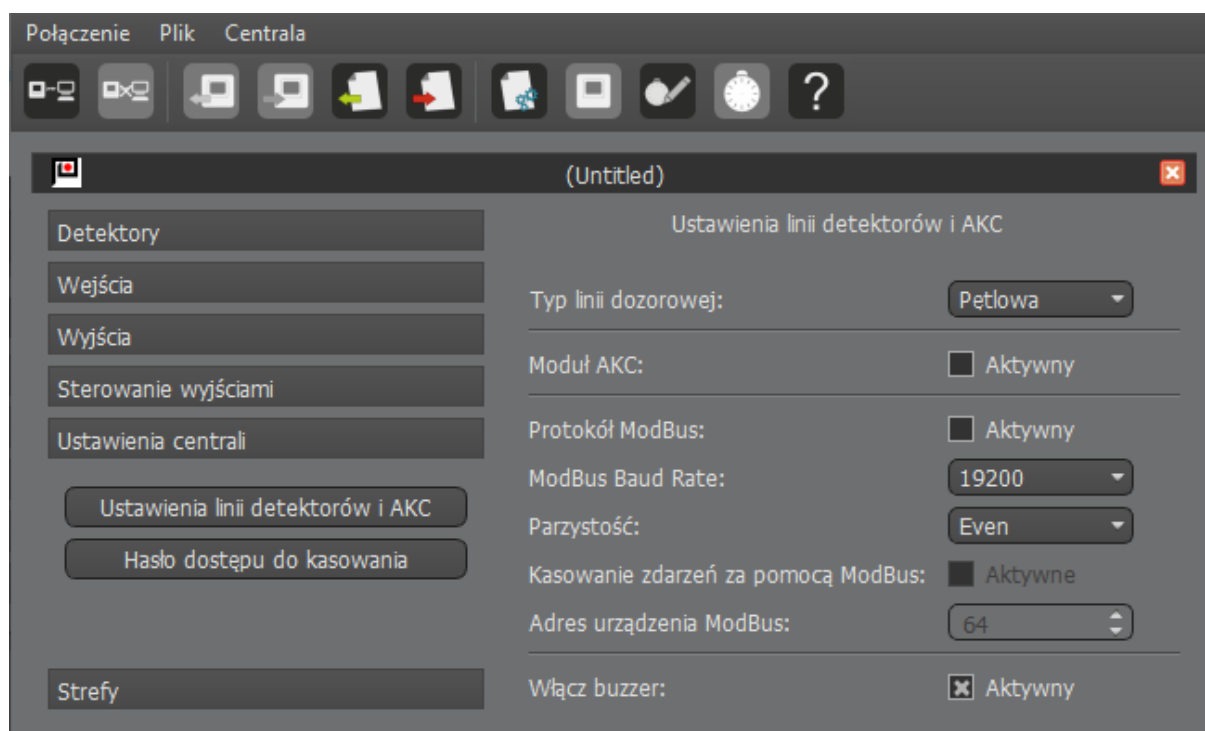 Połączenie Plik Centrala
?
(Untitled)
Detektory
Wejścia
Wyjścia
Sterowanie wyjściami
Ustawienia centrali
Ustawienia linii detektorów i AKC
Hasło dostępu do kasowania
Strefy
Ustawienia linii detektorów i AKC
Typ linii dozorowej: Pętlowa
Moduł AKC: Aktywny
Protokół ModBus: Aktywny
ModBus Baud Rate: 19200
Parzystość: Even
Kasowanie zdarzeń za pomocą ModBus: Aktywne
Adres urządzenia ModBus: 64
Włącz buzzer: Aktywny